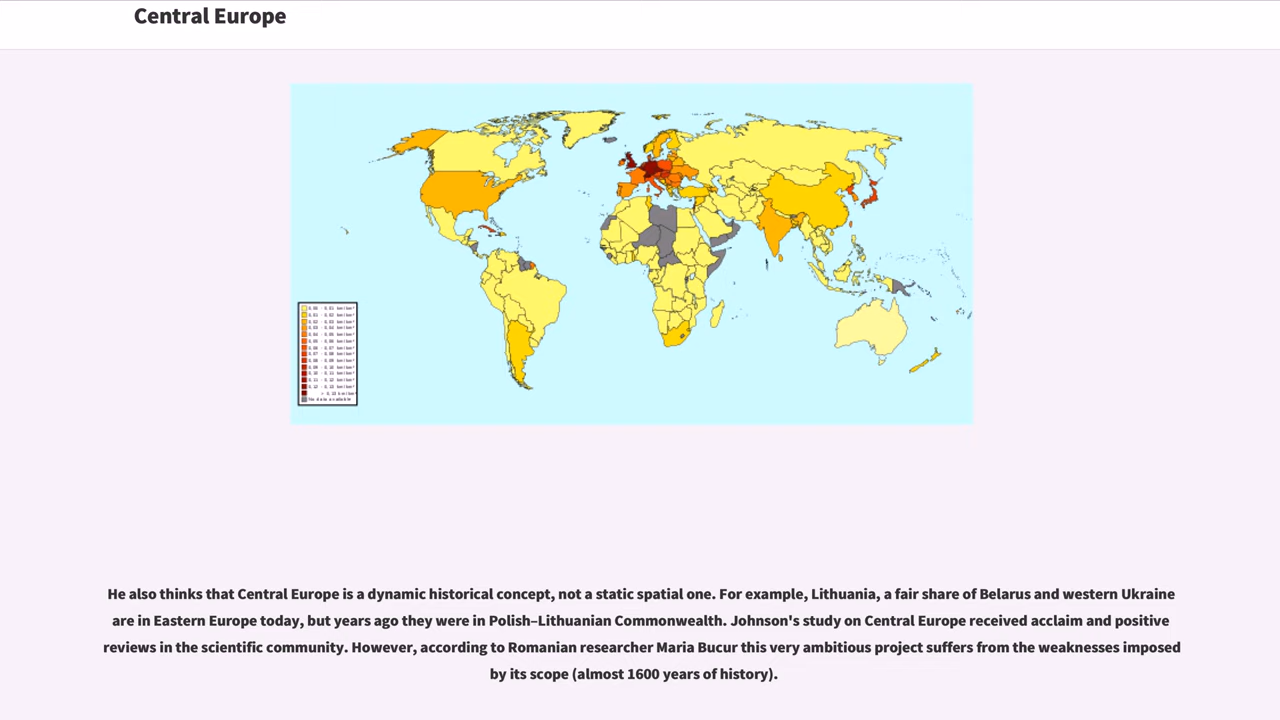 Central Europe
He also thinks that Central Europe is a dynamic historical concept, not a static spatial one. For example, Lithuania, a fair share of Belarus and western Ukraine
are in Eastern Europe today, but years ago they were in Polish–Lithuanian Commonwealth. Johnson's study on Central Europe received acclaim and positive
reviews in the scientific community. However, according to Romanian researcher Maria Bucur this very ambitious project suffers from the weaknesses imposed
by its scope (almost 1600 years of history).